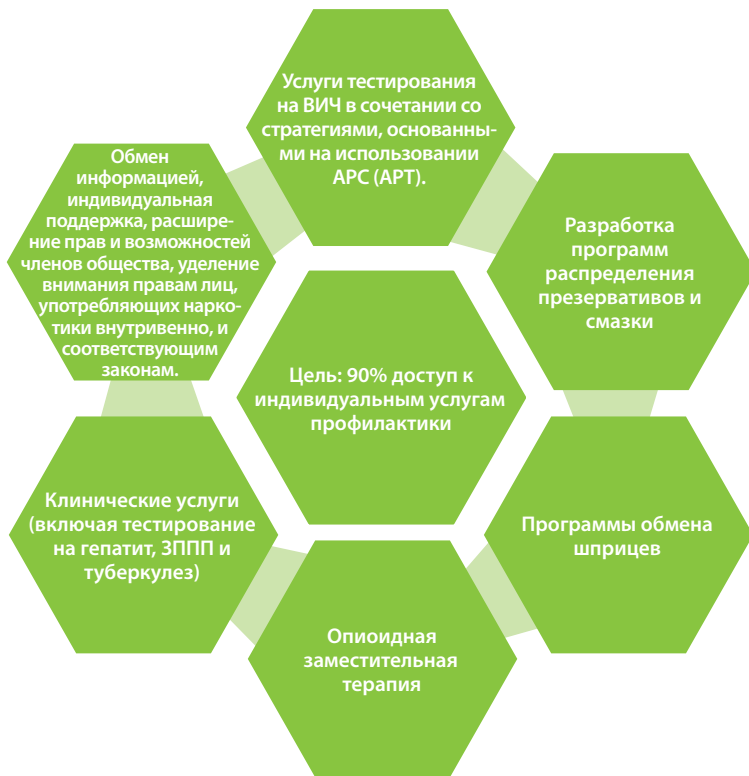 Услуги тестирования
на ВИЧ в сочетании со
стратегиями, основанны-
ми на использовании
АРС (АРТ).
Обмен
информацией,
индивидуальная
поддержка, расшире-
ние прав и возможностей
членов общества, уделение
внимания правам лиц,
употребляющих нарко-
тики внутривенно, и
соответствующим
законам.
Разработка
программ
распределения
презервативов и
смазки
Цель: 90% доступ к
индивидуальным услугам
профилактики
Клинические услуги
(включая тестирование
на гепатит, ЗППП и
туберкулез)
Программы обмена
шприцев
Опиоидная
заместительная
терапия